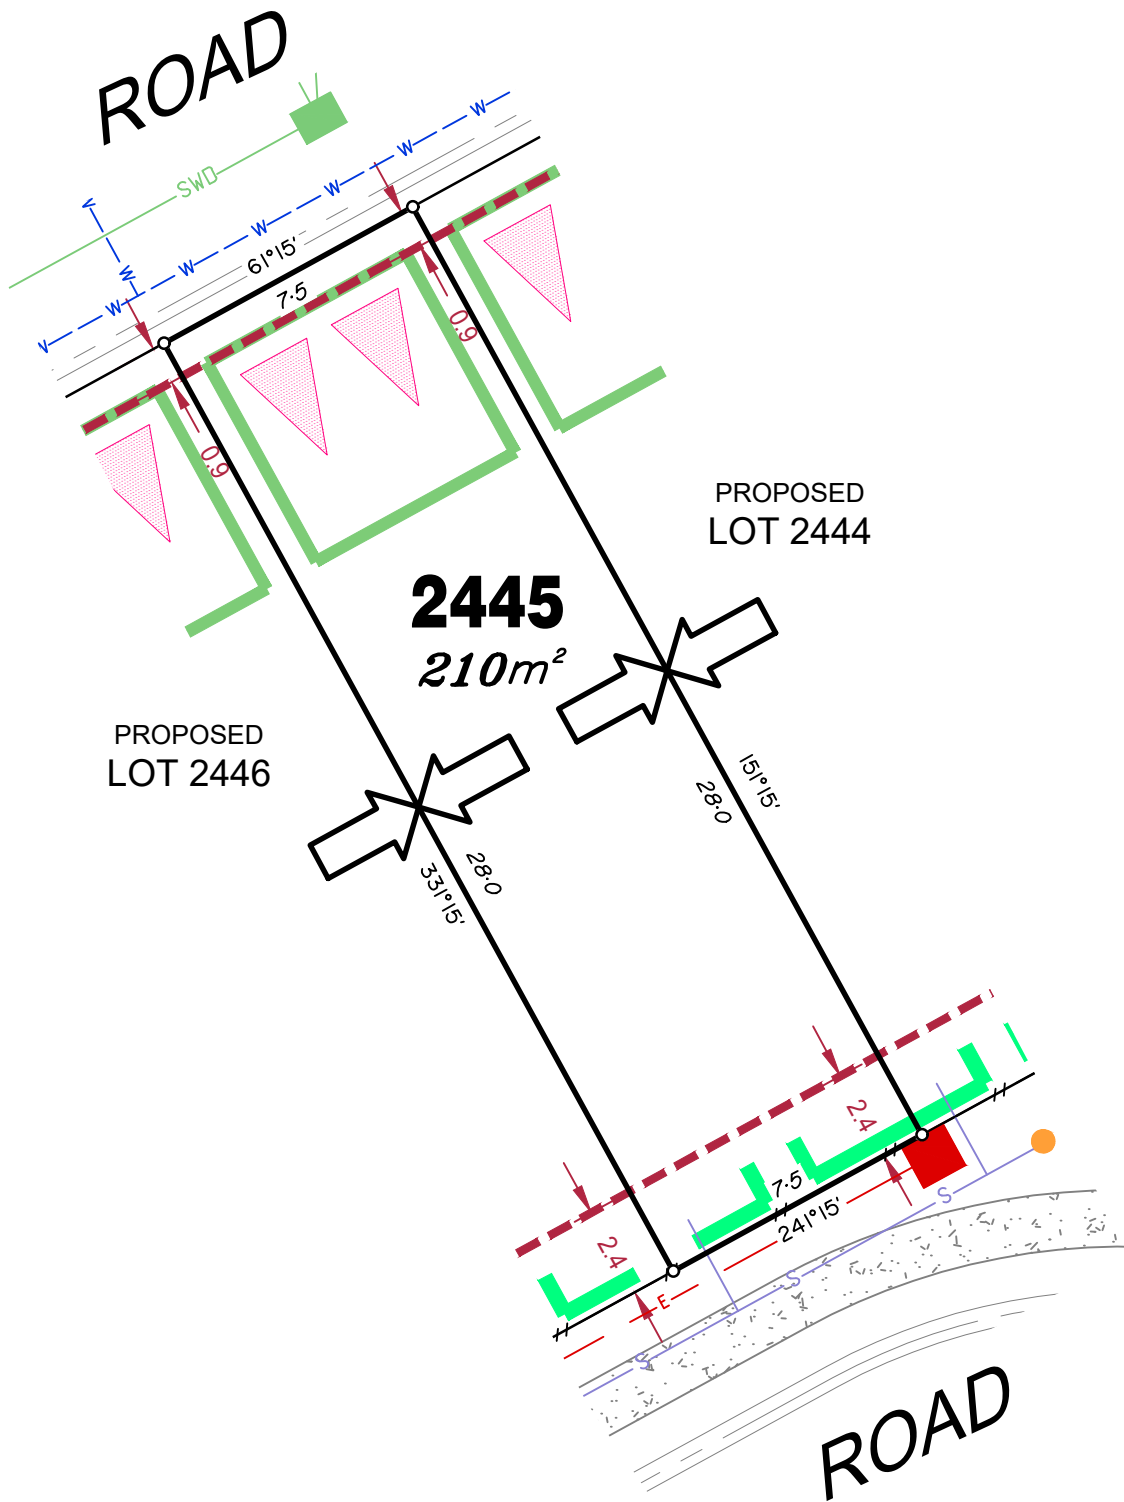 ROAD
SWD
W
W
W
W
W
W
W
W
W
61°15'
7·5
0.9
0.9
PROPOSED
LOT 2444
2445
210m²
PROPOSED
LOT 2446
151°15'
28·0
28·0
331°15'
2.4
7·5
241°15'
2.4
S
S
E
S
ROAD